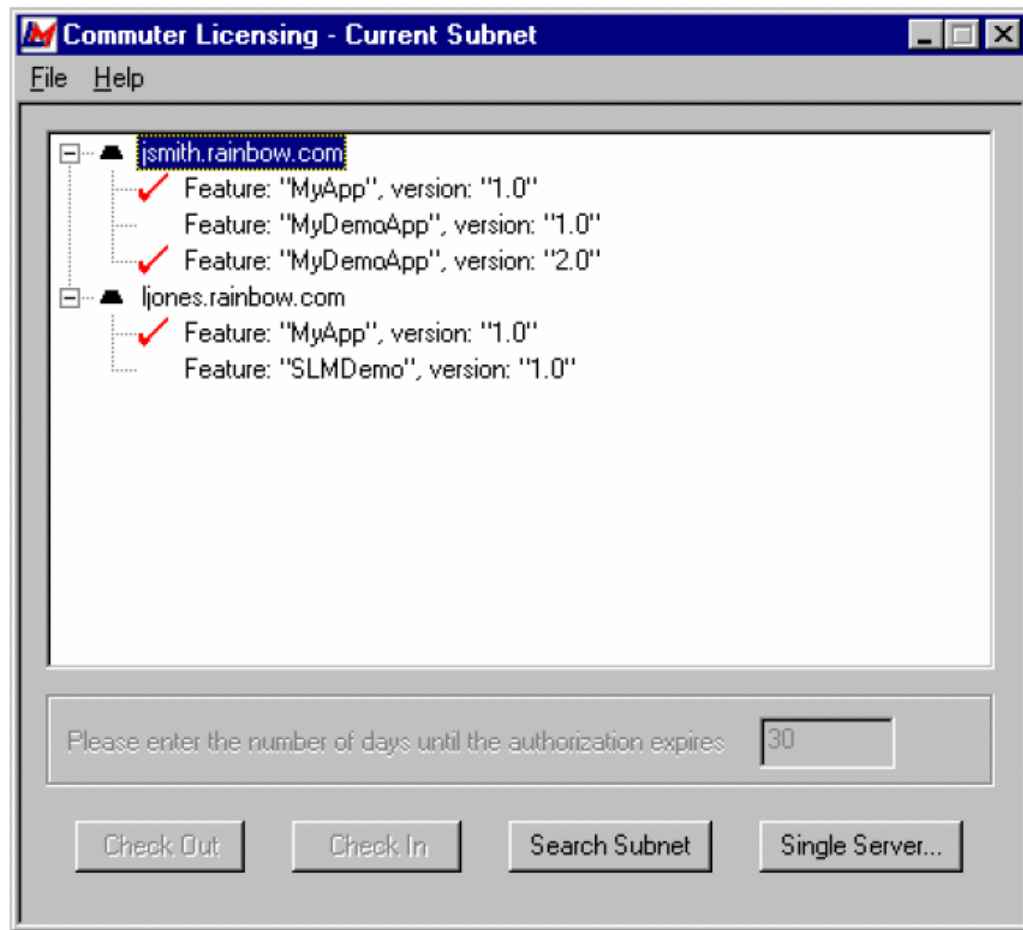 Commuter Licensing - Current Subnet
File Help
jsmith.rainbow.com
Feature: "MyApp", version: "1.0"
Feature: "MyDemoApp", version: "1.0"
Feature: "MyDemoApp", version: "2.0"
ljones.rainbow.com
Feature: "MyApp", version: "1.0"
Feature: "SLMDemo", version: "1.0"
Please enter the number of days until the authorization expires 30
Check Out Check In Search Subnet Single Server...